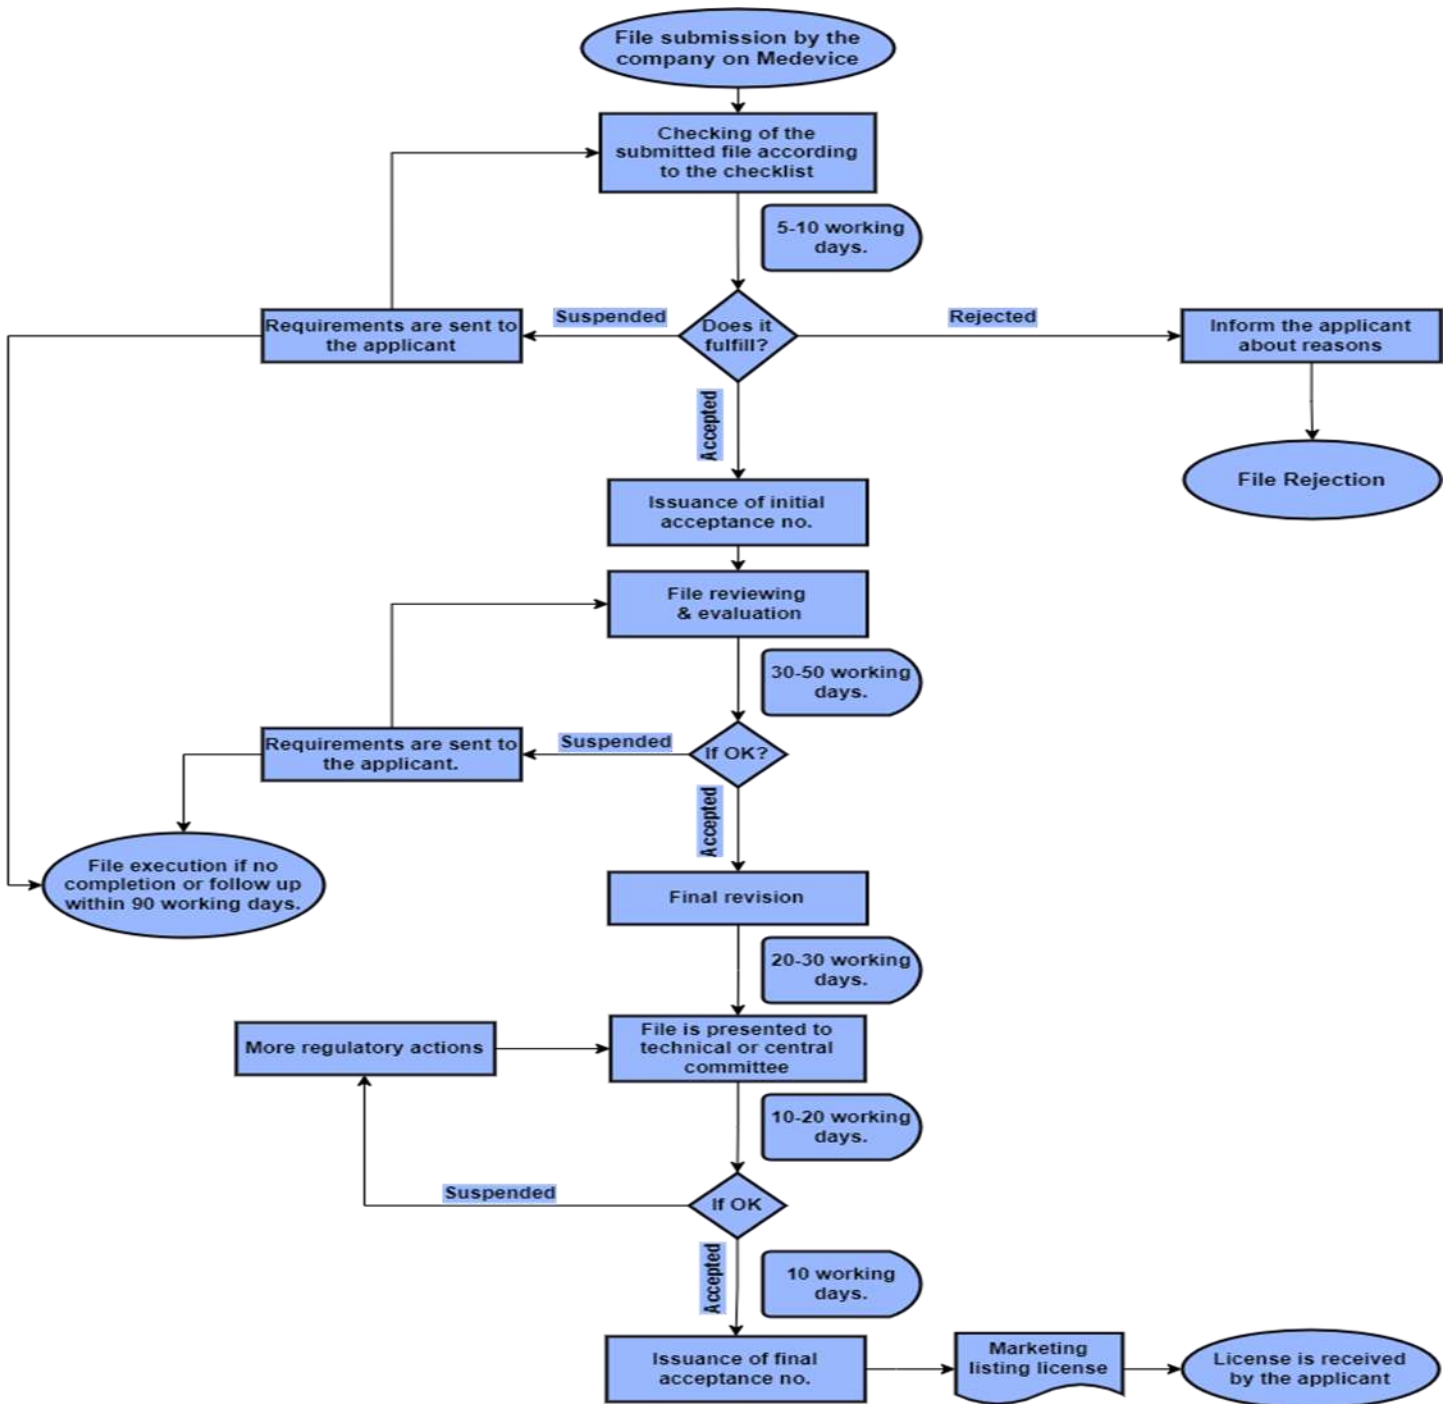 File submission by the
company on Medevice
Checking of the
submitted file according
to the checklist
5-10 working
days.
Suspended
Does it
fulfill?
Rejected
Requirements are sent to
the applicant
Inform the applicant
about reasons
Accepted
File Rejection
Issuance of initial
acceptance no.
File reviewing
& evaluation
30-50 working
days.
Requirements are sent to
the applicant.
Suspended
If OK?
Accepted
File execution if no
completion or follow up
within 90 working days.
Final revision
20-30 working
days.
More regulatory actions
File is presented to
technical or central
committee
10-20 working
days.
Suspended
If OK
Accepted
10 working
days.
Issuance of final
acceptance no.
Marketing
listing license
License is received
by the applicant